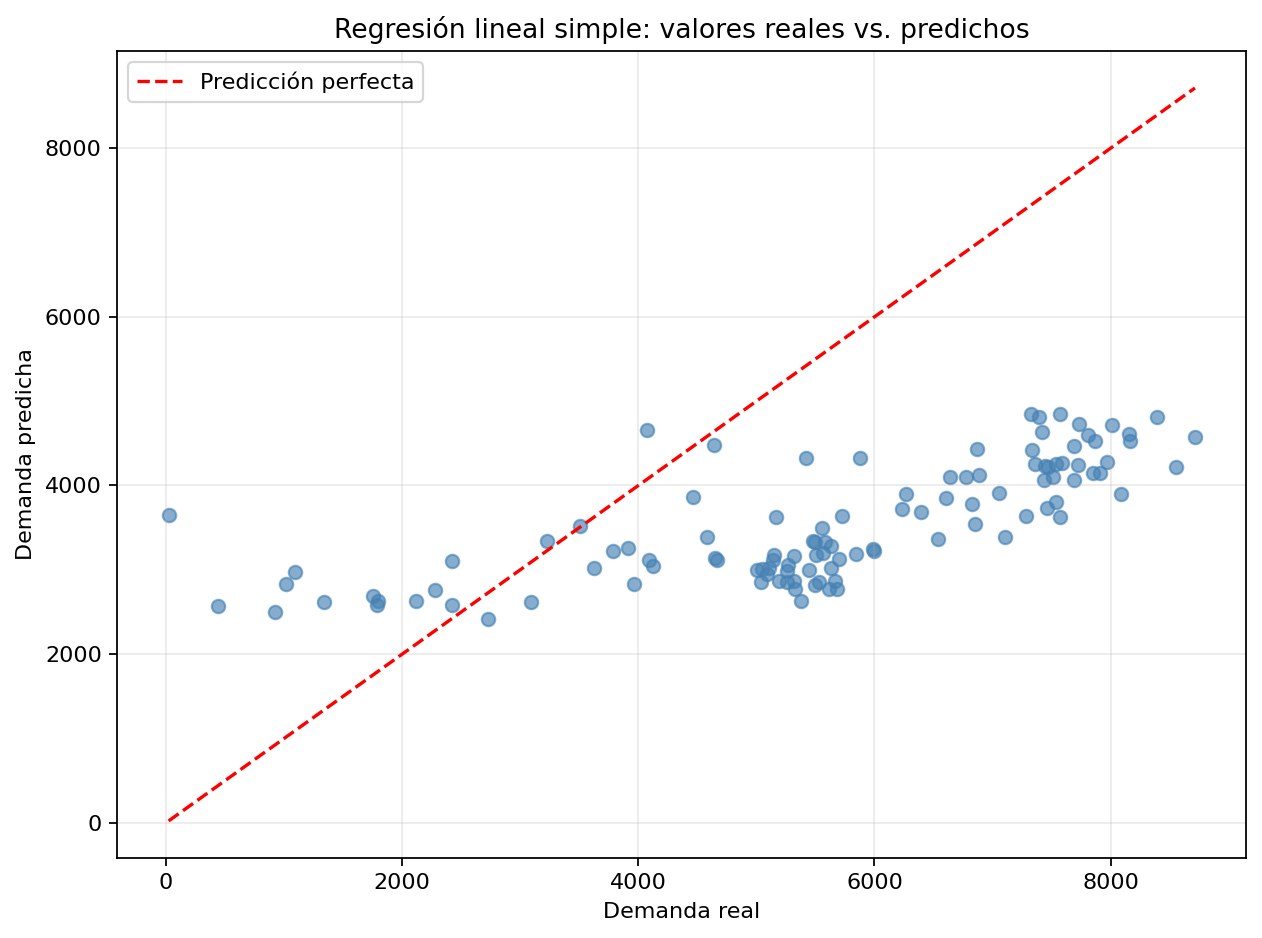 Regresión lineal simple: valores reales vs. predichos
Predicción perfecta
Demanda predicha
8000
6000
4000
2000
0
0 2000 4000 6000 8000
Demanda real